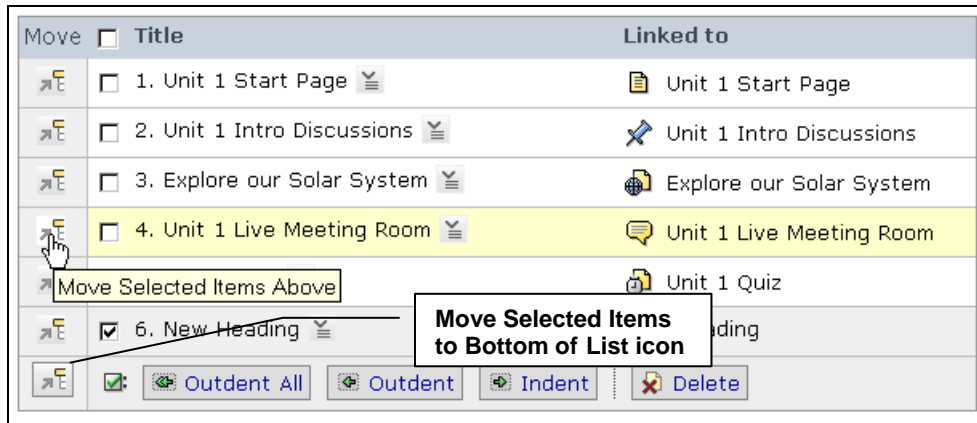 Move Title Linked to
1. Unit 1 Start Page Unit 1 Start Page
2. Unit 1 Intro Discussions Unit 1 Intro Discussions
3. Explore our Solar System Explore our Solar System
4. Unit 1 Live Meeting Room Unit 1 Live Meeting Room
Move Selected Items Above Unit 1 Quiz
6. New Heading
Move Selected Items
to Bottom of List icon
Outdent All Outdent Indent Delete